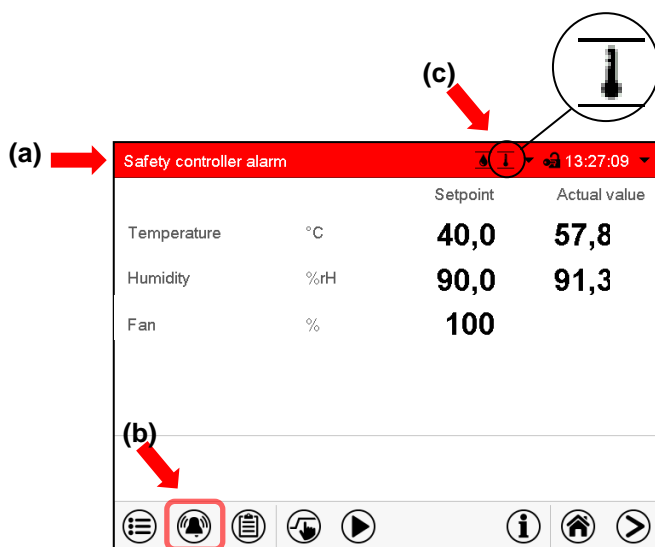 (c)
(a)
Safety controller alarm 13:27:09
Setpoint Actual value
Temperature °C 40,0 57,8
Humidity %rH 90,0 91,3
Fan % 100
(b)